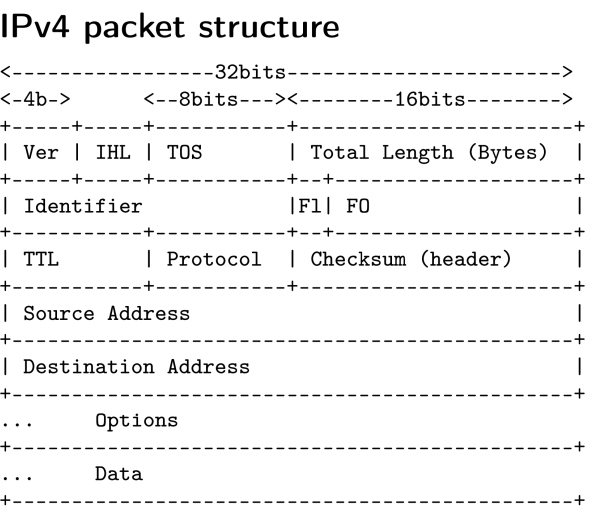 IPv4 packet structure
<-----------------32bits----------------------->
<-4b->      <--8bits---><--------16bits-------->
+-----+-----+-----------+-----------------------+
| Ver | IHL | TOS       | Total Length (Bytes)  |
+-----+-----+-----------+--+--------------------+
| Identifier            |Fl| FO                 |
+-----------+-----------+--+--------------------+
| TTL       | Protocol  | Checksum (header)     |
+-----------+-----------+-----------------------+
| Source Address                                |
+-----------------------------------------------+
| Destination Address                           |
+-----------------------------------------------+
...     Options
+-----------------------------------------------+
...     Data
+-----------------------------------------------+